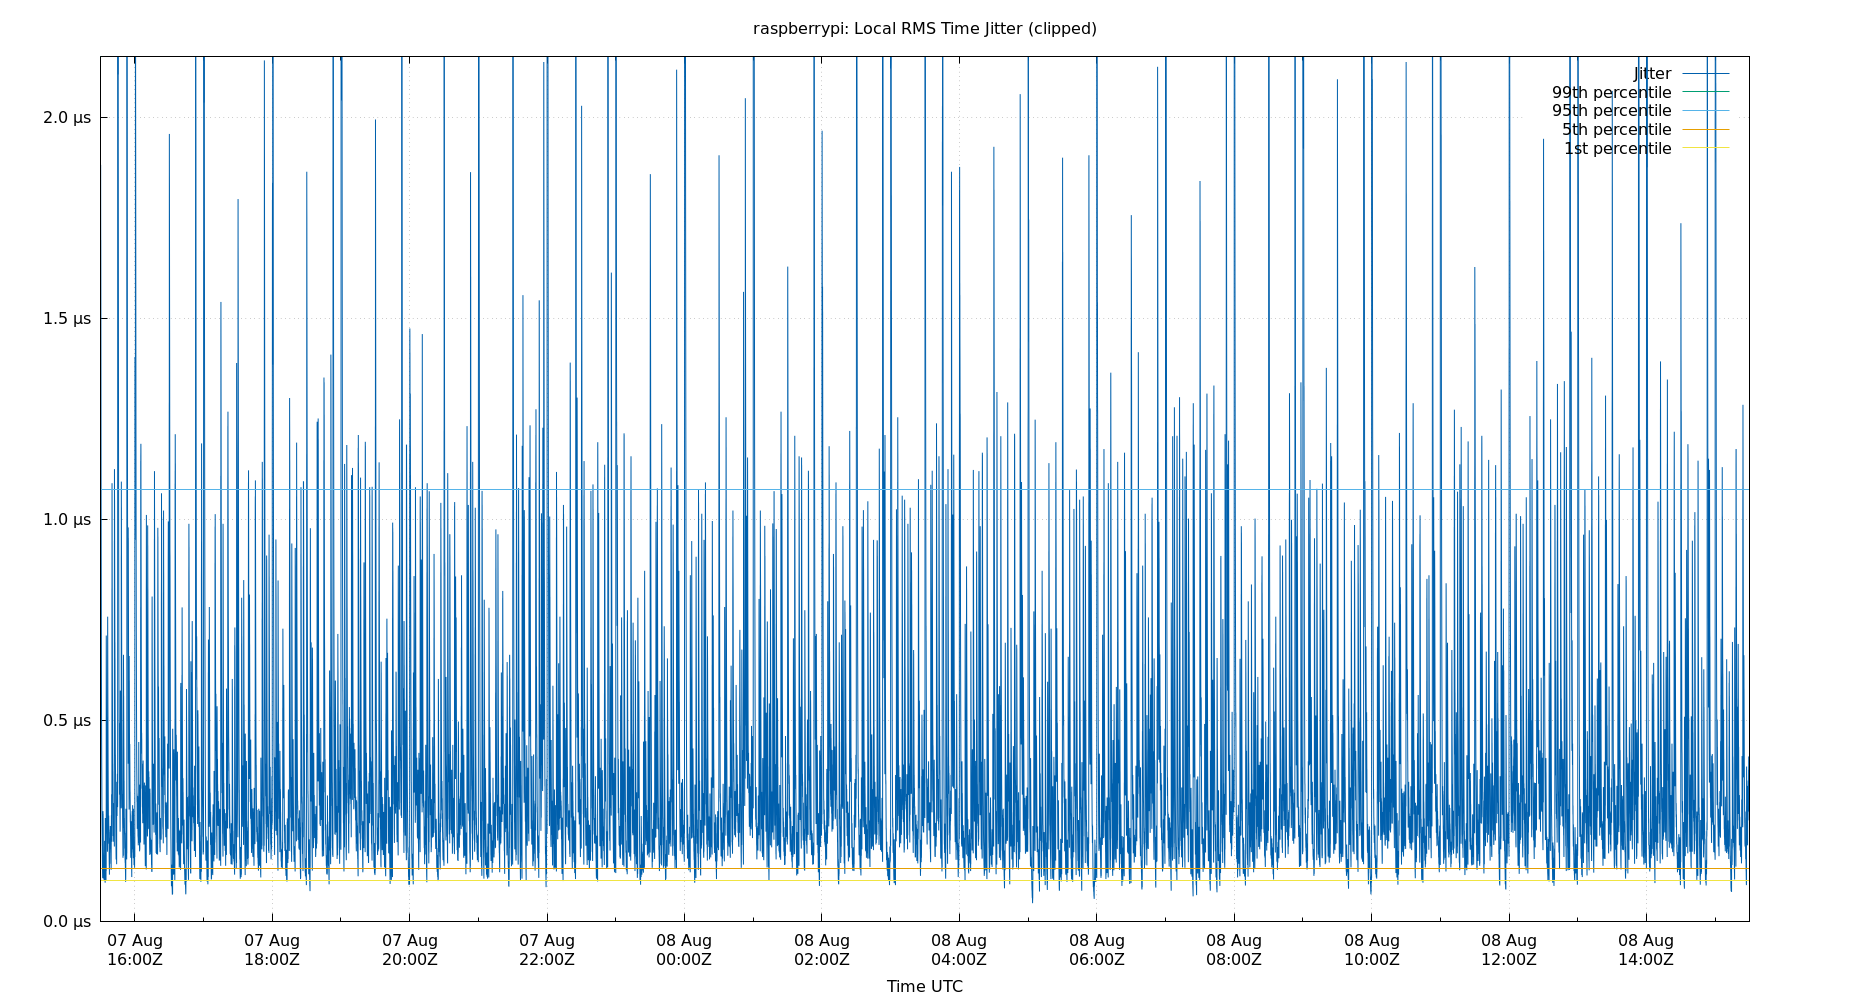 raspberrypi: Local RMS Time Jitter (clipped)
Jitter
99th percentile
95th percentile
5th percentile
1st percentile
2.0 µs
1.5 µs
1.0 µs
0.5 µs
0.0 µs
07 Aug 07 Aug 07 Aug 07 Aug 08 Aug 08 Aug 08 Aug 08 Aug 08 Aug 08 Aug 08 Aug 08 Aug
16:00Z 18:00Z 20:00Z 22:00Z 00:00Z 02:00Z 04:00Z 06:00Z 08:00Z 10:00Z 12:00Z 14:00Z
Time UTC